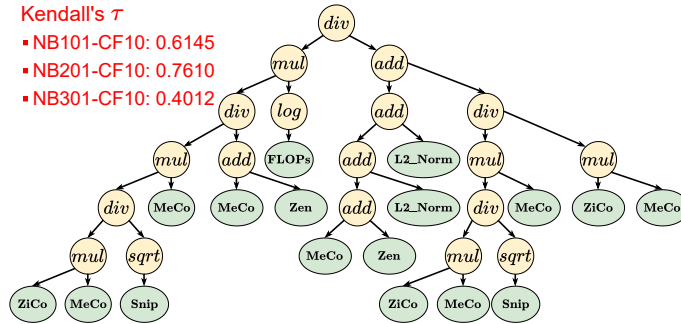 Kendall's τ
▪ NB101-CF10: 0.6145
▪ NB201-CF10: 0.7610
▪ NB301-CF10: 0.4012
div
mul add
div log add div
mul add FLOPs add L2_Norm mul mul
div MeCo MeCo Zen add L2_Norm div MeCo ZiCo MeCo
mul sqrt MeCo Zen mul sqrt
ZiCo MeCo Snip ZiCo MeCo Snip